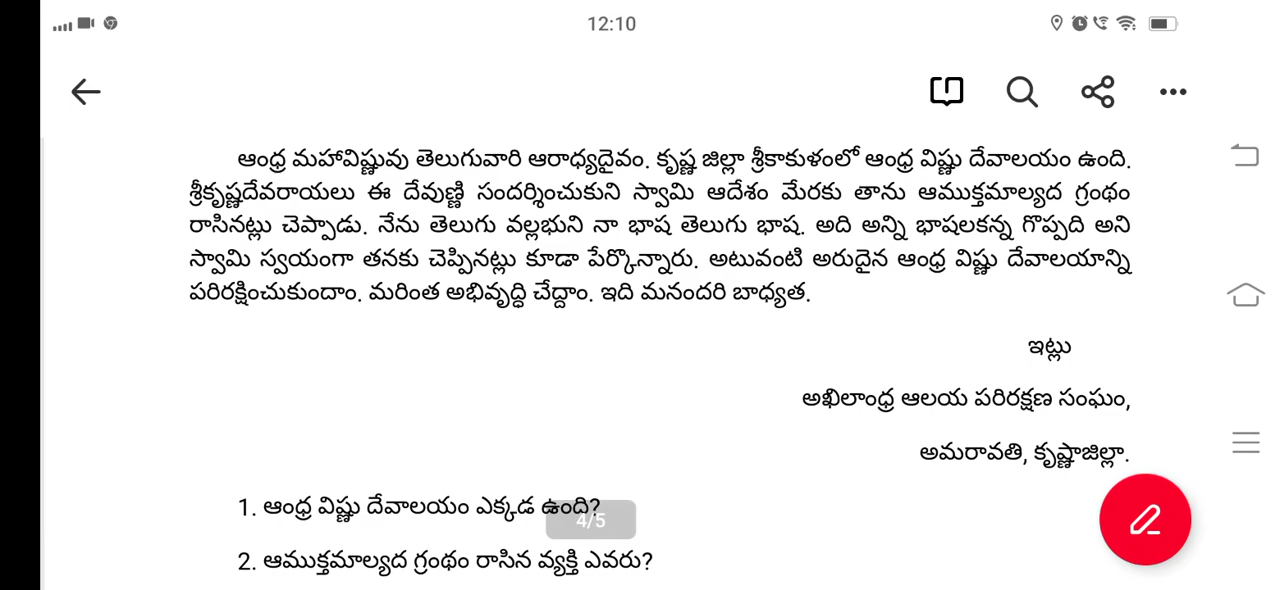 12:10
ఆంధ్ర మహావిష్ణువు తెలుగువారి ఆరాధ్యదైవం. కృష్ణ జిల్లా శ్రీకాకుళంలో ఆంధ్ర విష్ణు దేవాలయం ఉంది.
శ్రీకృష్ణదేవరాయలు ఈ దేవుణ్ణి సందర్శించుకుని స్వామి ఆదేశం మేరకు తాను ఆముక్తమాల్యద గ్రంథం
రాసినట్లు చెప్పాడు. నేను తెలుగు వల్లభుని నా భాష తెలుగు భాష. అది అన్ని భాషలకన్న గొప్పది అని
స్వామి స్వయంగా తనకు చెప్పినట్లు కూడా పేర్కొన్నారు. అటువంటి అరుదైన ఆంధ్ర విష్ణు దేవాలయాన్ని
పరిరక్షించుకుందాం. మరింత అభివృద్ధి చేద్దాం. ఇది మనందరి బాధ్యత.
ఇట్లు
అఖిలాంధ్ర ఆలయ పరిరక్షణ సంఘం,
అమరావతి, కృష్ణాజిల్లా.
1. ఆంధ్ర విష్ణు దేవాలయం ఎక్కడ ఉంది?
4/5
2. ఆముక్తమాల్యద గ్రంథం రాసిన వ్యక్తి ఎవరు?